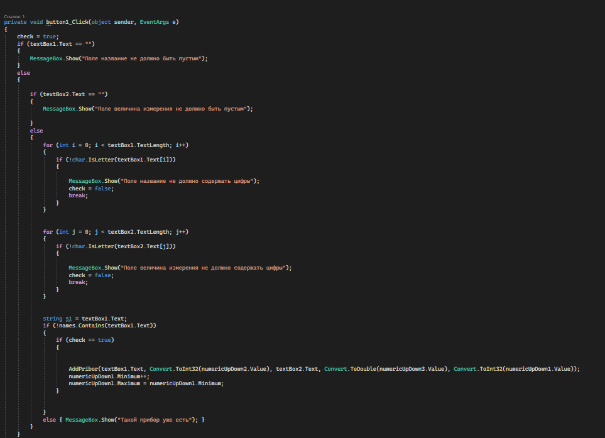 Ссылок: 1
private void button1_Click(object sender, EventArgs e)
{
check = true;
if (textBox1.Text == "")
{
MessageBox.Show("Поле название не должно быть пустым");
}
else
{
if (textBox2.Text == "")
{
MessageBox.Show("Поле величина измерения не должно быть пустым");
}
else
{
for (int i = 0; i < textBox1.TextLength; i++)
{
if (!char.IsLetter(textBox1.Text[i]))
{
MessageBox.Show("Поле название не должно содержать цифры");
check = false;
break;
}
}
for (int j = 0; j < textBox2.TextLength; j++)
{
if (!char.IsLetter(textBox2.Text[j]))
{
MessageBox.Show("Поле величина измерения не должно содержать цифры");
check = false;
break;
}
}
string = textBox1.Text;
if (!names.Contains(textBox1.Text))
{
if (check == true)
{
AddPribor(textBox1.Text, Convert.ToInt32(numericUpDown2.Value), textBox2.Text, Convert.ToDouble(numericUpDown3.Value), Convert.ToInt32(numericUpDown1.Value));
numericUpDown1.Minimum++;
numericUpDown1.Maximum = numericUpDown1.Minimum;
}
}
else { MessageBox.Show("Такой прибор уже есть"); }
}
}